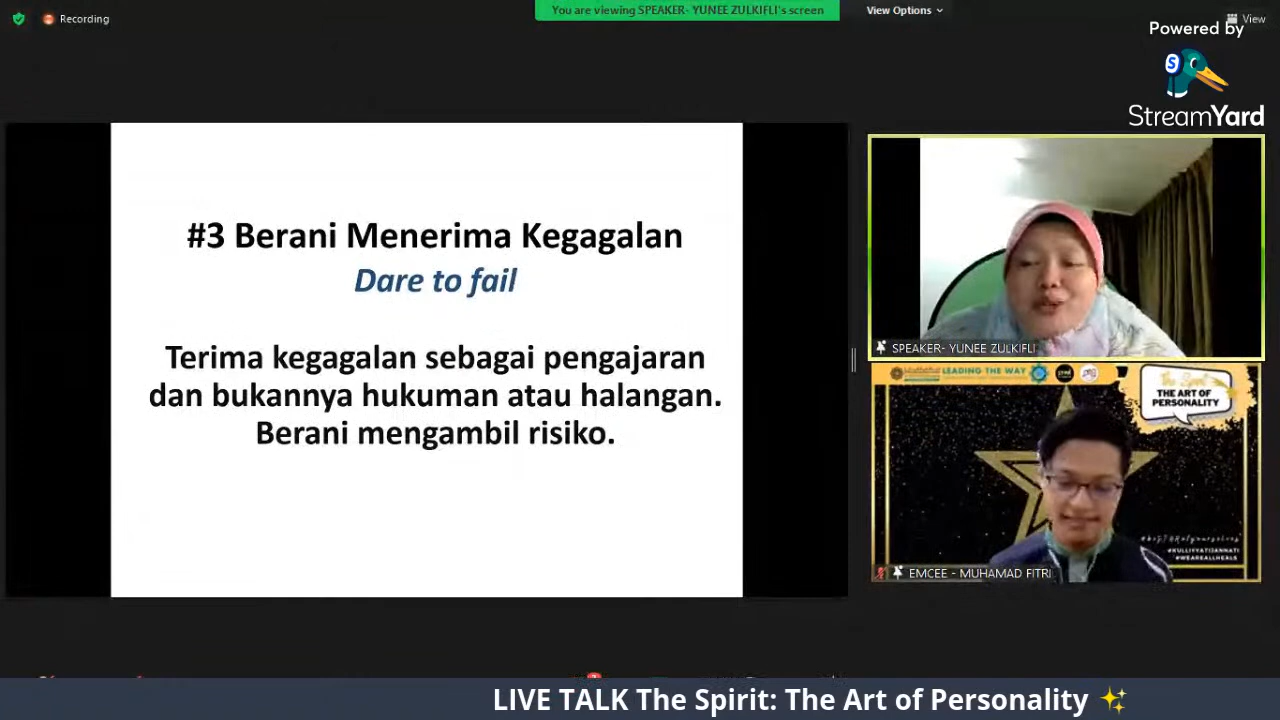 Recording
You are viewing SPEAKER- YUNEE ZULKIFLI's screen
View Options
View
Powered by
StreamYard
#3 Berani Menerima Kegagalan
Dare to fail
Terima kegagalan sebagai pengajaran
dan bukannya hukuman atau halangan.
Berani mengambil risiko.
SPEAKER- YUNEE ZULKIFLI
LEADING THE WAY
The Spirit
THE ART OF
PERSONALITY
#KULLIYYATIJANNATI
#WEAREALLHEALS
EMCEE - MUHAMAD FITRI
LIVE TALK The Spirit: The Art of Personality ✨